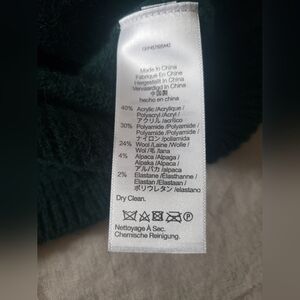 Made in China
Fabriqué En Chine
Hergestellt In China
Vervaardigd In China
中国製
hecho en china
40% Acrylic/Acrylique/
Polyacryl/Acryl/
アクリル/acrílico
30% Polyamide/Polyamide/
Polyamid/Polyamide/
ナイロン/poliamida
24% Wool/Laine/Wolle/
Wol/毛/lana
4% Alpaca/Alpaga/
Alpaka/Alpaca/
アルパカ/alpaca
2% Elastane/Elasthanne/
Elastan/Elastaan/
ポリウレタン/elastano
Dry Clean.
Nettoyage À Sec.
Chemische Reinigung.